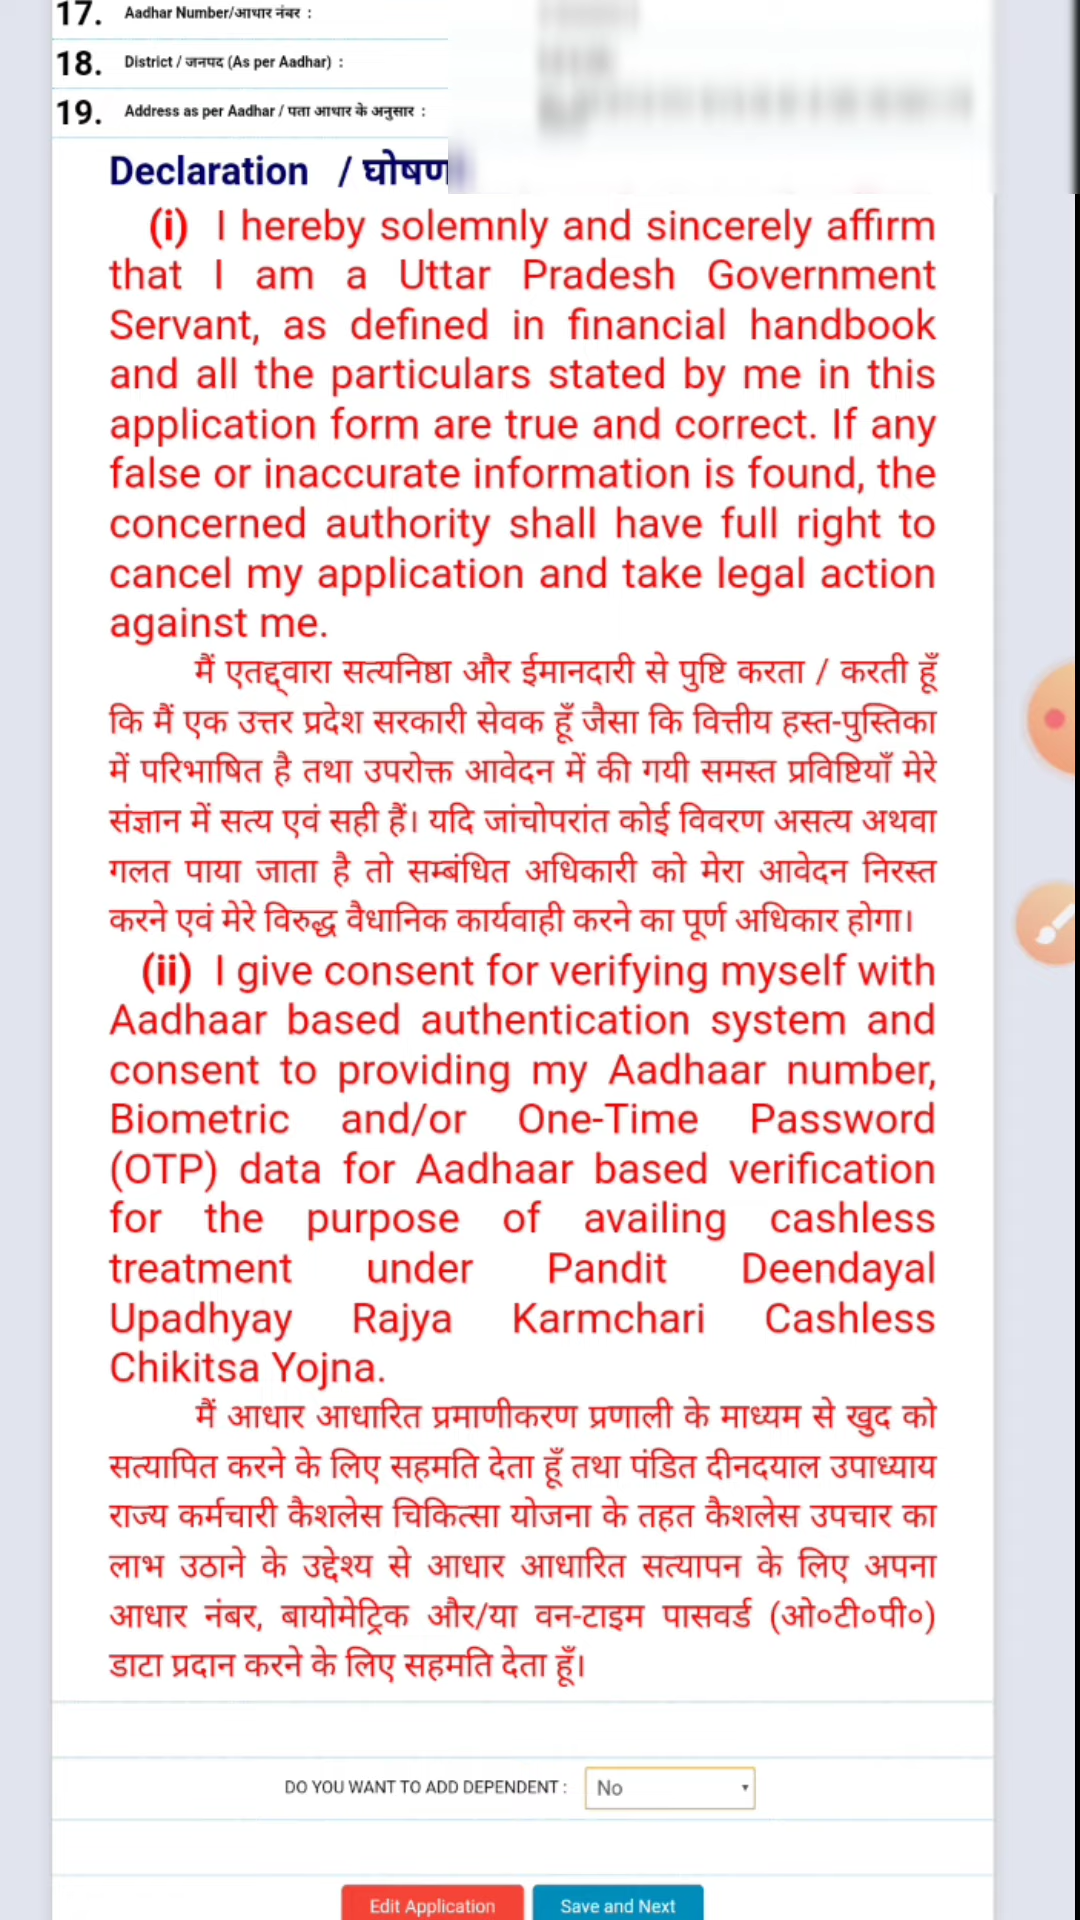 17. Aadhar Number/आधार नंबर :
18. District / जनपद (As per Aadhar) :
19. Address as per Aadhar / पता आधार के अनुसार :
Declaration / घोषण
(i) I hereby solemnly and sincerely affirm
that I am a Uttar Pradesh Government
Servant, as defined in financial handbook
and all the particulars stated by me in this
application form are true and correct. If any
false or inaccurate information is found, the
concerned authority shall have full right to
cancel my application and take legal action
against me.
मैं एतद्द्वारा सत्यनिष्ठा और ईमानदारी से पुष्टि करता / करती हूँ
कि मैं एक उत्तर प्रदेश सरकारी सेवक हूँ जैसा कि वित्तीय हस्त-पुस्तिका
में परिभाषित है तथा उपरोक्त आवेदन में की गयी समस्त प्रविष्टियाँ मेरे
संज्ञान में सत्य एवं सही हैं। यदि जांचोपरांत कोई विवरण असत्य अथवा
गलत पाया जाता है तो सम्बंधित अधिकारी को मेरा आवेदन निरस्त
करने एवं मेरे विरुद्ध वैधानिक कार्यवाही करने का पूर्ण अधिकार होगा।
(ii) I give consent for verifying myself with
Aadhaar based authentication system and
consent to providing my Aadhaar number,
Biometric and/or One-Time Password
(OTP) data for Aadhaar based verification
for the purpose of availing cashless
treatment under Pandit Deendayal
Upadhyay Rajya Karmchari Cashless
Chikitsa Yojna.
मैं आधार आधारित प्रमाणीकरण प्रणाली के माध्यम से खुद को
सत्यापित करने के लिए सहमति देता हूँ तथा पंडित दीनदयाल उपाध्याय
राज्य कर्मचारी कैशलेस चिकित्सा योजना के तहत कैशलेस उपचार का
लाभ उठाने के उद्देश्य से आधार आधारित सत्यापन के लिए अपना
आधार नंबर, बायोमेट्रिक और/या वन-टाइम पासवर्ड (ओ०टी०पी०)
डाटा प्रदान करने के लिए सहमति देता हूँ।
DO YOU WANT TO ADD DEPENDENT : No
Edit Application Save and Next